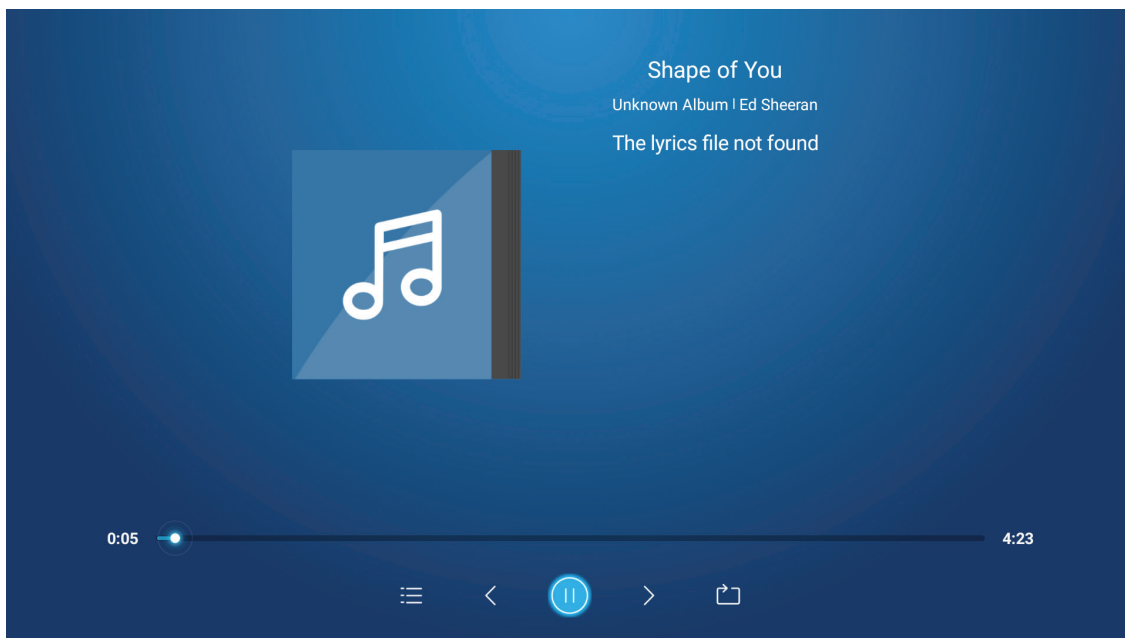 Shape of You
Unknown Album | Ed Sheeran
The lyrics file not found
0:05
4:23